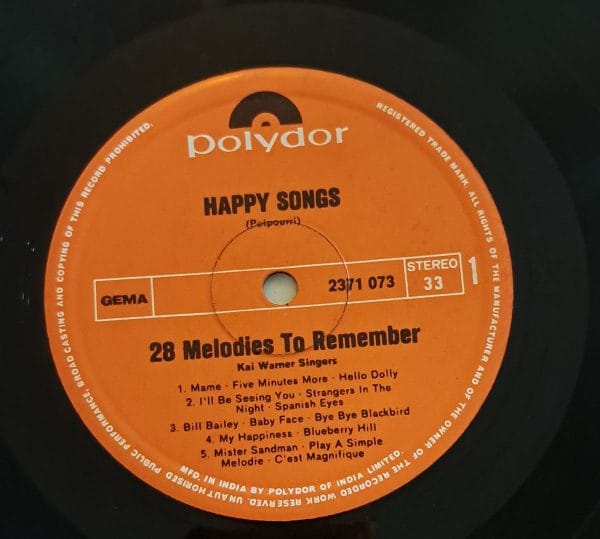 polydor
HAPPY SONGS
(Potpourri)
GEMA
2371 073
STEREO
33
1
28 Melodies To Remember
Kai Warner Singers
1. Mame · Five Minutes More · Hello Dolly
2. I'll Be Seeing You · Strangers In The
Night · Spanish Eyes
3. Bill Bailey · Baby Face · Bye Bye Blackbird
4. My Happiness · Blueberry Hill
5. Mister Sandman · Play A Simple
Melodie · C'est Magnifique
MFD. IN INDIA BY POLYDOR OF INDIA LIMITED.
REGISTERED TRADE MARK. ALL RIGHTS OF THE MANUFACTURER AND OF THE OWNER OF THE RECORDED WORK RESERVED. UNAUTHORISED PUBLIC PERFORMANCE, BROADCASTING AND COPYING OF THIS RECORD PROHIBITED.